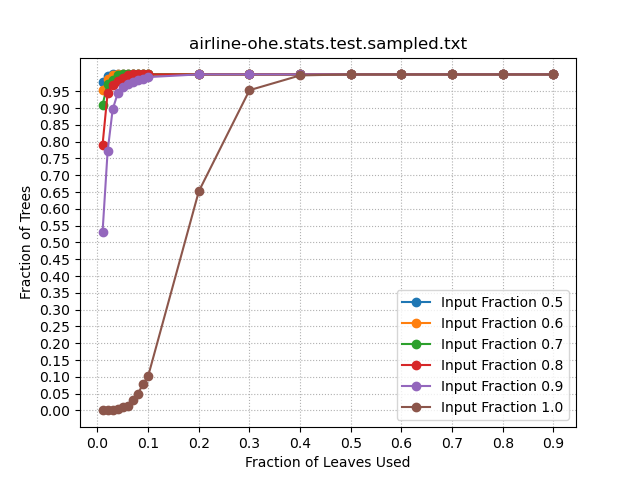 airline-ohe.stats.test.sampled.txt
Fraction of Trees
0.95
0.90
0.85
0.80
0.75
0.70
0.65
0.60
0.55
0.50
0.45
0.40
0.35
0.30
0.25
0.20
0.15
0.10
0.05
0.00
Input Fraction 0.5
Input Fraction 0.6
Input Fraction 0.7
Input Fraction 0.8
Input Fraction 0.9
Input Fraction 1.0
0.0 0.1 0.2 0.3 0.4 0.5 0.6 0.7 0.8 0.9
Fraction of Leaves Used